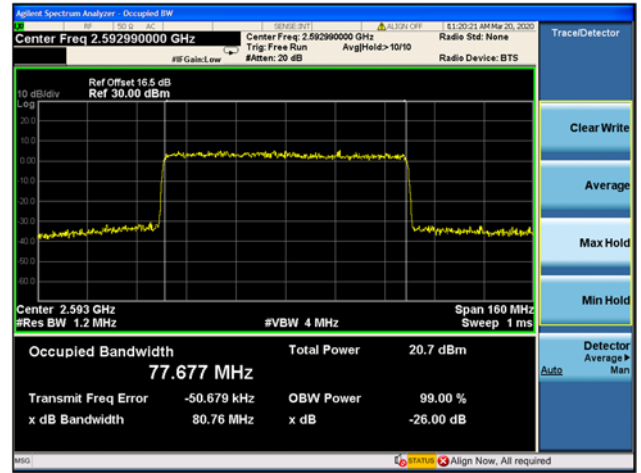 Agilent Spectrum Analyzer - Occupied BW
RF 50 Ω AC SENSE:INT ALIGN OFF 11:20:21 AM Mar 20, 2020
Center Freq 2.592990000 GHz
Center Freq: 2.592990000 GHz
Radio Std: None
Trig: Free Run Avg|Hold:>10/10
#IFGain:Low #Atten: 20 dB Radio Device: BTS
Trace/Detector
Ref Offset 16.5 dB
10 dB/div Ref 30.00 dBm
Log
20.0
10.0
0.00
-10.0
-20.0
-30.0
-40.0
-50.0
-60.0
Center 2.593 GHz Span 160 MHz
#Res BW 1.2 MHz #VBW 4 MHz Sweep 1 ms
Occupied Bandwidth Total Power 20.7 dBm
77.677 MHz
Transmit Freq Error -50.679 kHz OBW Power 99.00 %
x dB Bandwidth 80.76 MHz x dB -26.00 dB
Clear Write
Average
Max Hold
Min Hold
Detector
Average
Auto Man
MSG STATUS Align Now, All required